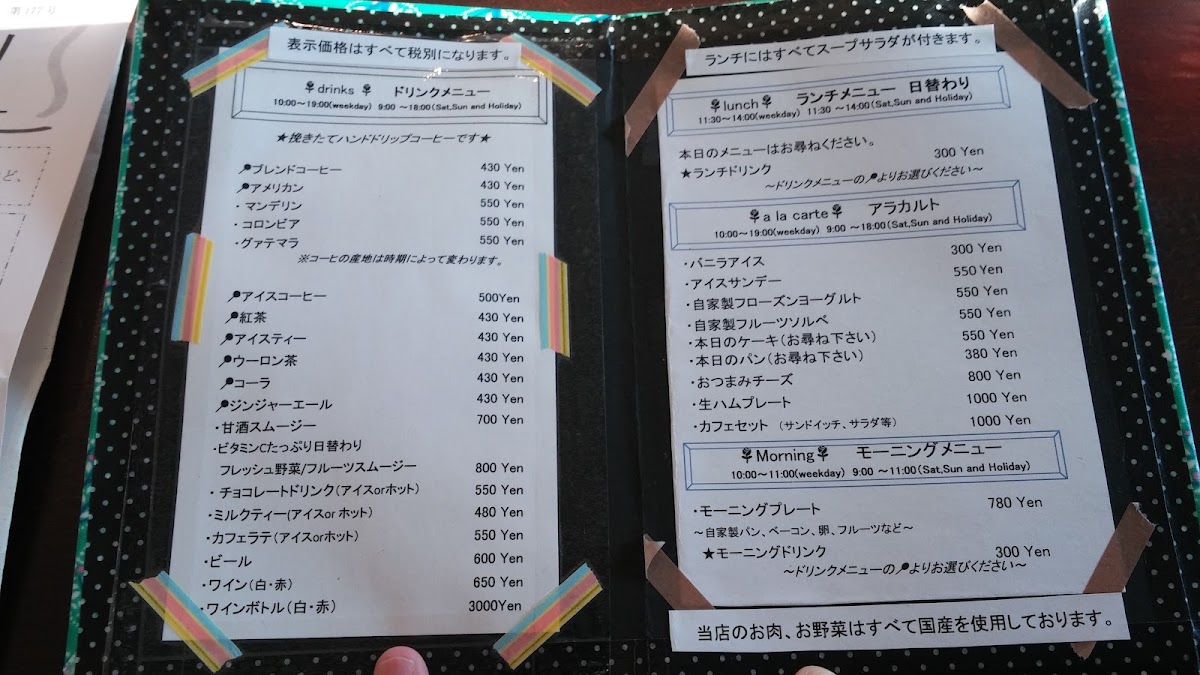 第177号
ど、
表示価格はすべて税別になります。
drinks ドリンクメニュー
10:00～19:00(weekday) 9:00 ～18:00(Sat,Sun and Holiday)
★挽きたてハンドドリップコーヒーです★
ブレンドコーヒー 430 Yen
アメリカン 430 Yen
・マンデリン 550 Yen
・コロンビア 550 Yen
・グァテマラ 550 Yen
※コーヒの産地は時期によって変わります。
アイスコーヒー 500Yen
紅茶 430 Yen
アイスティー 430 Yen
ウーロン茶 430 Yen
コーラ 430 Yen
ジンジャーエール 430 Yen
・甘酒スムージー 700 Yen
・ビタミンCたっぷり日替わり
フレッシュ野菜/フルーツスムージー 800 Yen
・チョコレートドリンク(アイスorホット) 550 Yen
・ミルクティー(アイスor ホット) 480 Yen
・カフェラテ(アイスorホット) 550 Yen
・ビール 600 Yen
・ワイン(白・赤) 650 Yen
・ワインボトル(白・赤) 3000Yen
ランチにはすべてスープサラダが付きます。
lunch ランチメニュー 日替わり
11:30～14:00(weekday) 11:30 ～14:00(Sat,Sun and Holiday)
本日のメニューはお尋ねください。
★ランチドリンク 300 Yen
～ドリンクメニューの よりお選びください～
a la carte アラカルト
10:00～19:00(weekday) 9:00 ～18:00(Sat,Sun and Holiday)
・バニラアイス 300 Yen
・アイスサンデー 550 Yen
・自家製フローズンヨーグルト 550 Yen
・自家製フルーツソルベ 550 Yen
・本日のケーキ(お尋ね下さい) 550 Yen
・本日のパン(お尋ね下さい) 380 Yen
・おつまみチーズ 800 Yen
・生ハムプレート 1000 Yen
・カフェセット (サンドイッチ、サラダ等) 1000 Yen
Morning モーニングメニュー
10:00～11:00(weekday) 9:00 ～11:00(Sat,Sun and Holiday)
・モーニングプレート 780 Yen
～自家製パン、ベーコン、卵、フルーツなど～
★モーニングドリンク 300 Yen
～ドリンクメニューの よりお選びください～
当店のお肉、お野菜はすべて国産を使用しております。